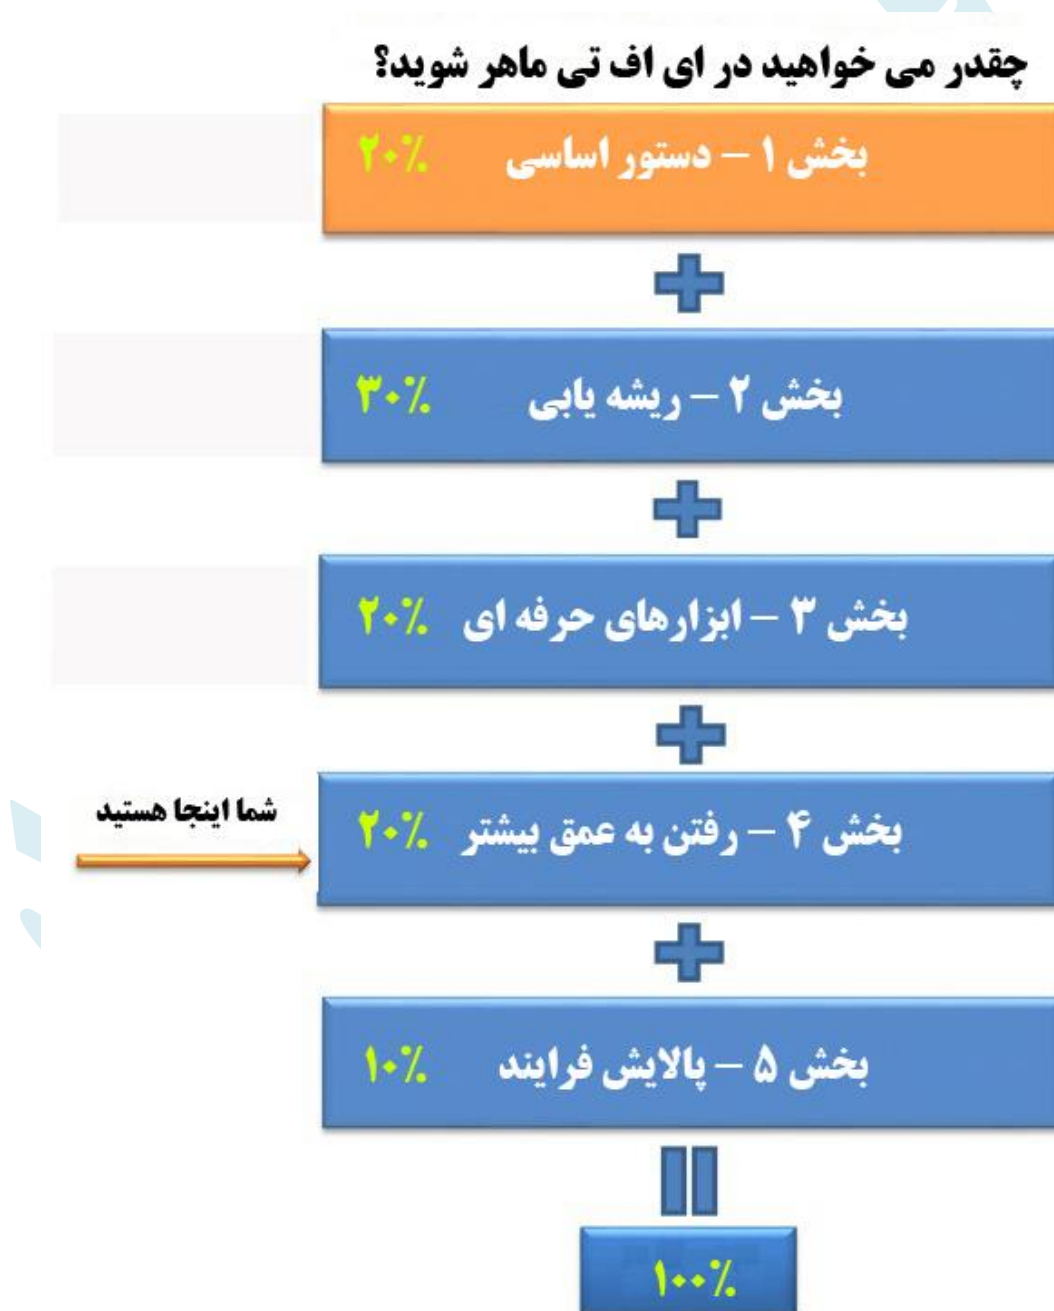 چقدر می خواهید در ای اف تی ماهر شوید؟
بخش ۱ – دستور اساسی ۲۰٪
بخش ۲ – ریشه یابی ۳۰٪
بخش ۳ – ابزارهای حرفه ای ۲۰٪
شما اینجا هستید
بخش ۴ – رفتن به عمق بیشتر ۲۰٪
بخش ۵ – پالایش فرایند ۱۰٪
۱۰۰٪